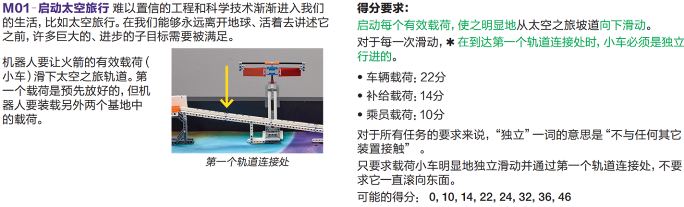 M01-启动太空旅行 难以置信的工程和科学技术渐渐进入我们
的生活，比如太空旅行。在我们能够永远离开地球、活着去讲述它
之前，许多巨大的、进步的子目标需要被满足。
机器人要让火箭的有效载荷（
小车）滑下太空之旅轨道。第
一个载荷是预先放好的，但机
器人要装载另外两个基地中
的载荷。
第一个轨道连接处
得分要求：
启动每个有效载荷，使之明显地从太空之旅坡道向下滑动。
对于每一次滑动，＊在到达第一个轨道连接处时，小车必须是独立
行进的。
• 车辆载荷：22分
• 补给载荷：14分
• 乘员载荷：10分
对于所有任务的要求来说，“独立”一词的意思是“不与任何其它
装置接触” 。
只要求载荷小车明显地独立滑动并通过第一个轨道连接处，不要
求它一直滚向东面。
可能的得分： 0, 10, 14, 22, 24, 32, 36, 46